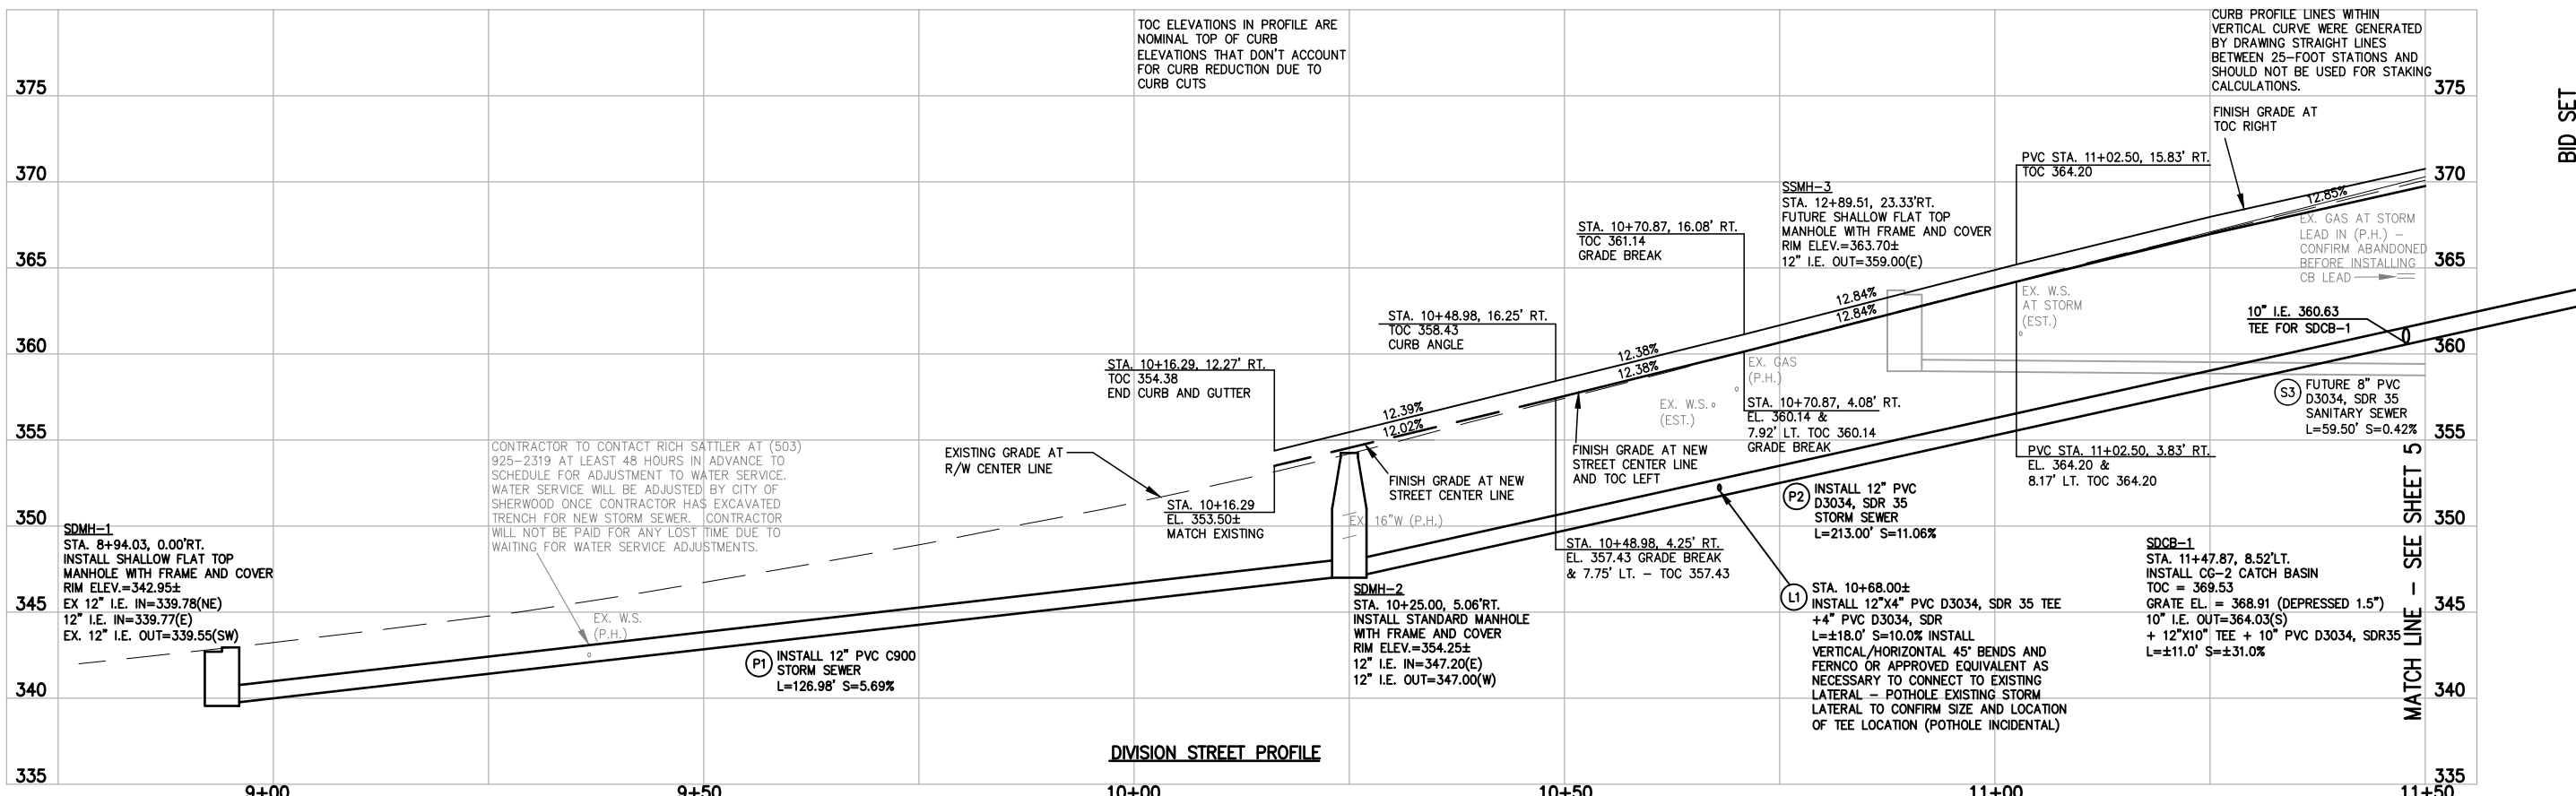 TOC ELEVATIONS IN PROFILE ARE
NOMINAL TOP OF CURB
ELEVATIONS THAT DON'T ACCOUNT
FOR CURB REDUCTION DUE TO
CURB CUTS
CURB PROFILE LINES WITHIN
VERTICAL CURVE WERE GENERATED
BY DRAWING STRAIGHT LINES
BETWEEN 25-FOOT STATIONS AND
SHOULD NOT BE USED FOR STAKING
CALCULATIONS.
BID SET
375
375
FINISH GRADE AT
TOC RIGHT
370
370
PVC STA. 11+02.50, 15.83' RT.
TOC 364.20
12.85%
SSMH-3
STA. 12+89.51, 23.33'RT.
FUTURE SHALLOW FLAT TOP
MANHOLE WITH FRAME AND COVER
RIM ELEV.=363.70±
12" I.E. OUT=359.00(E)
STA. 10+70.87, 16.08' RT.
TOC 361.14
GRADE BREAK
EX. GAS AT STORM
LEAD IN (P.H.) -
CONFIRM ABANDONED
BEFORE INSTALLING
CB LEAD
365
365
12.84%
12.84%
EX. W.S.
AT STORM
(EST.)
10" I.E. 360.63
TEE FOR SDCB-1
STA. 10+48.98, 16.25' RT.
TOC 358.43
CURB ANGLE
360
360
12.38%
12.38%
EX. GAS
(P.H.)
EX. W.S.
(EST.)
STA. 10+16.29, 12.27' RT.
TOC 354.38
END CURB AND GUTTER
12.39%
12.02%
STA. 10+70.87, 4.08' RT.
EL. 360.14 &
7.92' LT. TOC 360.14
GRADE BREAK
S3
FUTURE 8" PVC
D3034, SDR 35
SANITARY SEWER
L=59.50' S=0.42%
355
355
CONTRACTOR TO CONTACT RICH SATTLER AT (503)
925-2319 AT LEAST 48 HOURS IN ADVANCE TO
SCHEDULE FOR ADJUSTMENT TO WATER SERVICE.
WATER SERVICE WILL BE ADJUSTED BY CITY OF
SHERWOOD ONCE CONTRACTOR HAS EXCAVATED
TRENCH FOR NEW STORM SEWER. CONTRACTOR
WILL NOT BE PAID FOR ANY LOST TIME DUE TO
WAITING FOR WATER SERVICE ADJUSTMENTS.
EXISTING GRADE AT
R/W CENTER LINE
FINISH GRADE AT NEW
STREET CENTER LINE
FINISH GRADE AT NEW
STREET CENTER LINE
AND TOC LEFT
PVC STA. 11+02.50, 3.83' RT.
EL. 364.20 &
8.17' LT. TOC 364.20
STA. 10+16.29
EL. 353.50±
MATCH EXISTING
EX. 16"W (P.H.)
P2
INSTALL 12" PVC
D3034, SDR 35
STORM SEWER
L=213.00' S=11.06%
350
350
SDMH-1
STA. 8+94.03, 0.00'RT.
INSTALL SHALLOW FLAT TOP
MANHOLE WITH FRAME AND COVER
RIM ELEV.=342.95±
EX 12" I.E. IN=339.78(NE)
12" I.E. IN=339.77(E)
EX. 12" I.E. OUT=339.55(SW)
STA. 10+48.98, 4.25' RT.
EL. 357.43 GRADE BREAK
& 7.75' LT. - TOC 357.43
SDCB-1
STA. 11+47.87, 8.52'LT.
INSTALL CG-2 CATCH BASIN
TOC = 369.53
GRATE EL. = 368.91 (DEPRESSED 1.5")
10" I.E. OUT=364.03(S)
+ 12"X10" TEE + 10" PVC D3034, SDR35
L=±11.0' S=±31.0%
MATCH LINE - SEE SHEET 5
345
345
EX. W.S.
(P.H.)
SDMH-2
STA. 10+25.00, 5.06'RT.
INSTALL STANDARD MANHOLE
WITH FRAME AND COVER
RIM ELEV.=354.25±
12" I.E. IN=347.20(E)
12" I.E. OUT=347.00(W)
L1
STA. 10+68.00±
INSTALL 12"X4" PVC D3034, SDR 35 TEE
+4" PVC D3034, SDR
L=±18.0' S=10.0% INSTALL
VERTICAL/HORIZONTAL 45° BENDS AND
FERNCO OR APPROVED EQUIVALENT AS
NECESSARY TO CONNECT TO EXISTING
LATERAL - POTHOLE EXISTING STORM
LATERAL TO CONFIRM SIZE AND LOCATION
OF TEE LOCATION (POTHOLE INCIDENTAL)
P1
INSTALL 12" PVC C900
STORM SEWER
L=126.98' S=5.69%
340
340
DIVISION STREET PROFILE
335
335
9+00
9+50
10+00
10+50
11+00
11+50